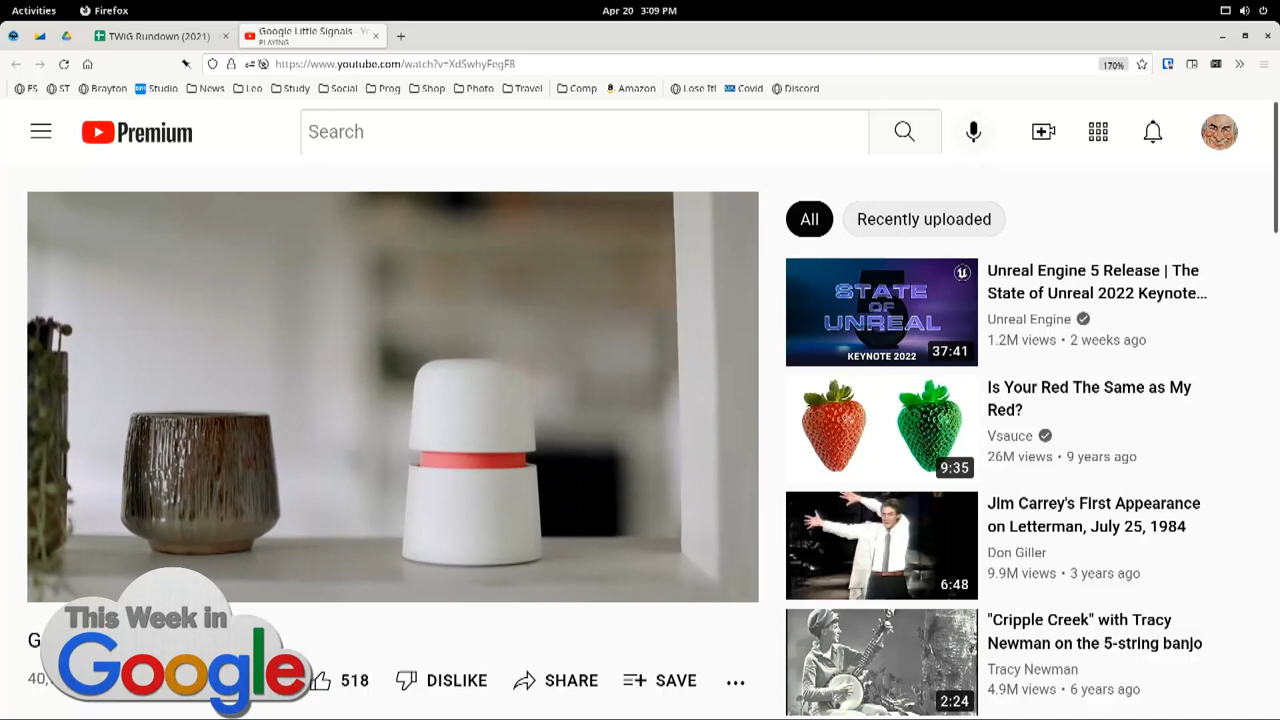 Activities Firefox Apr 20 3:09 PM
TWiG Rundown (2021) × Google Little Signals - Yo × +
PLAYING
https://www.youtube.com/watch?v=XdSwhyFegF8 170%
FS ST Brayton Studio News Leo Study Social Prog Shop Photo Travel Comp Amazon Lose It! Covid Discord
Premium Search
All Recently uploaded
Unreal Engine 5 Release | The
State of Unreal 2022 Keynote...
Unreal Engine
1.2M views • 2 weeks ago
STATE
OF
UNREAL
KEYNOTE 2022 37:41
Is Your Red The Same as My
Red?
Vsauce
26M views • 9 years ago
9:35
Jim Carrey's First Appearance
on Letterman, July 25, 1984
Don Giller
9.9M views • 3 years ago
6:48
"Cripple Creek" with Tracy
Newman on the 5-string banjo
Tracy Newman
4.9M views • 6 years ago
2:24
G
40,
518 DISLIKE SHARE SAVE ...
This Week in
Google